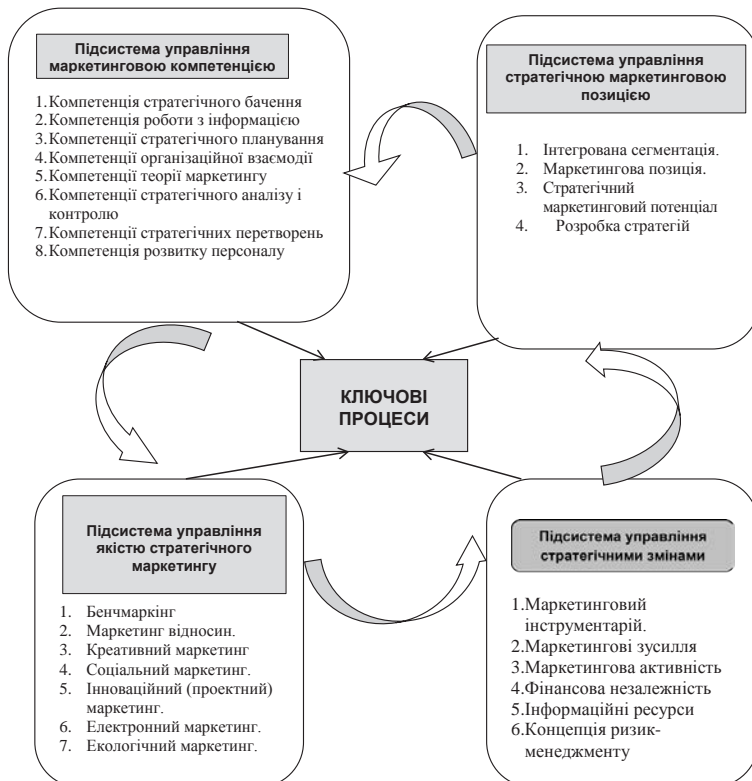 Підсистема управління
маркетинговою компетенцією
1.Компетенція стратегічного бачення
2.Компетенція роботи з інформацією
3.Компетенції стратегічного планування
4.Компетенції організаційної взаємодії
5.Компетенції теорії маркетингу
6.Компетенції стратегічного аналізу і
контролю
7.Компетенції стратегічних перетворень
8.Компетенція розвитку персоналу
Підсистема управління
стратегічною маркетинговою
позицією
1. Інтегрована сегментація.
2. Маркетингова позиція.
3. Стратегічний
маркетинговий потенціал
4. Розробка стратегій
КЛЮЧОВІ
ПРОЦЕСИ
Підсистема управління
якістю стратегічного
маркетингу
1. Бенчмаркінг
2. Маркетинг відносин.
3. Креативний маркетинг
4. Соціальний маркетинг.
5. Інноваційний (проектний)
маркетинг.
6. Електронний маркетинг.
7. Екологічний маркетинг.
Підсистема управління
стратегічними змінами
1.Маркетинговий
інструментарій.
2.Маркетингові зусилля
3.Маркетингова активність
4.Фінансова незалежність
5.Інформаційні ресурси
6.Концепція ризик-
менеджменту